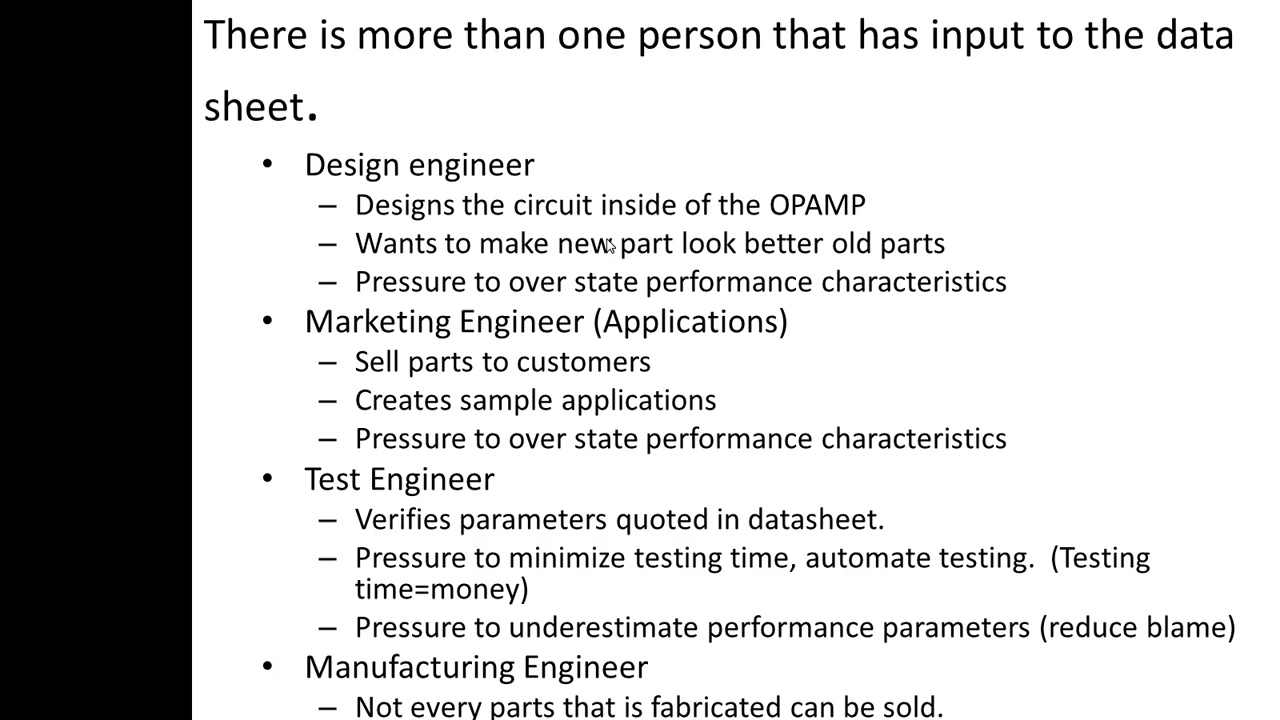 There is more than one person that has input to the data
sheet.
• Design engineer
– Designs the circuit inside of the OPAMP
– Wants to make new part look better old parts
– Pressure to over state performance characteristics
• Marketing Engineer (Applications)
– Sell parts to customers
– Creates sample applications
– Pressure to over state performance characteristics
• Test Engineer
– Verifies parameters quoted in datasheet.
– Pressure to minimize testing time, automate testing.  (Testing
time=money)
– Pressure to underestimate performance parameters (reduce blame)
• Manufacturing Engineer
– Not every parts that is fabricated can be sold.